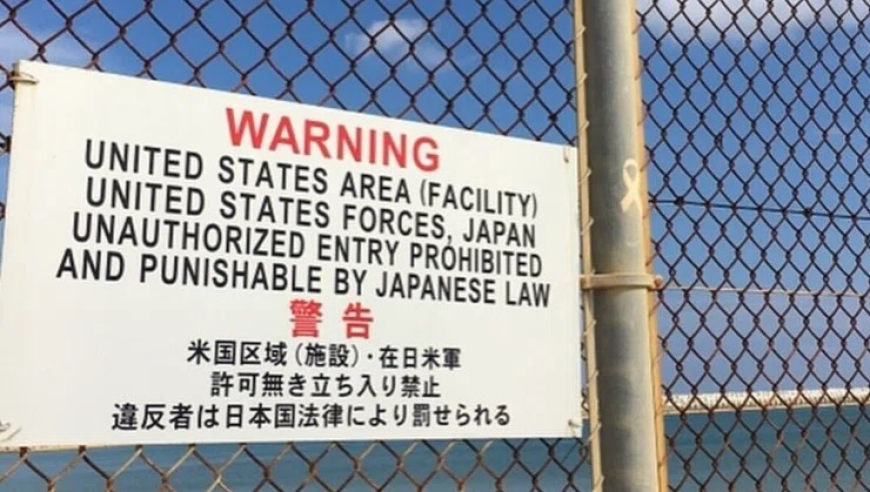 WARNING
UNITED STATES AREA (FACILITY)
UNITED STATES FORCES, JAPAN
UNAUTHORIZED ENTRY PROHIBITED
AND PUNISHABLE BY JAPANESE LAW
警告
米国区域(施設)・在日米軍
許可無き立ち入り禁止
違反者は日本国法律により罰せられる